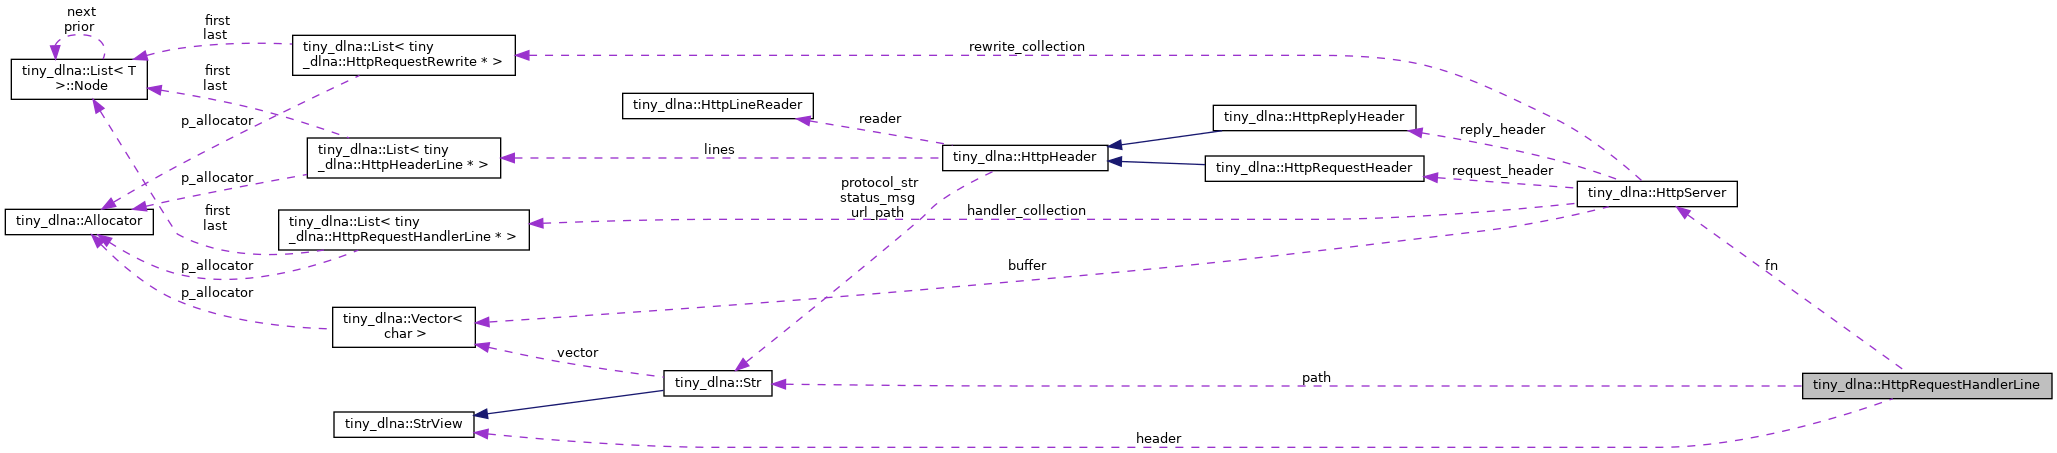 next
prior
first
last
tiny_dlna::List< tiny
_dlna::HttpRequestRewrite * >
rewrite_collection
tiny_dlna::List< T
>::Node
first
last
tiny_dlna::HttpLineReader
reader
tiny_dlna::HttpReplyHeader
reply_header
p_allocator
tiny_dlna::List< tiny
_dlna::HttpHeaderLine * >
lines
tiny_dlna::HttpHeader
tiny_dlna::HttpRequestHeader
request_header
p_allocator
protocol_str
status_msg
url_path
tiny_dlna::HttpServer
tiny_dlna::Allocator
first
last
tiny_dlna::List< tiny
_dlna::HttpRequestHandlerLine * >
handler_collection
p_allocator
buffer
fn
p_allocator
tiny_dlna::Vector<
char >
vector
tiny_dlna::Str
path
tiny_dlna::HttpRequestHandlerLine
tiny_dlna::StrView
header